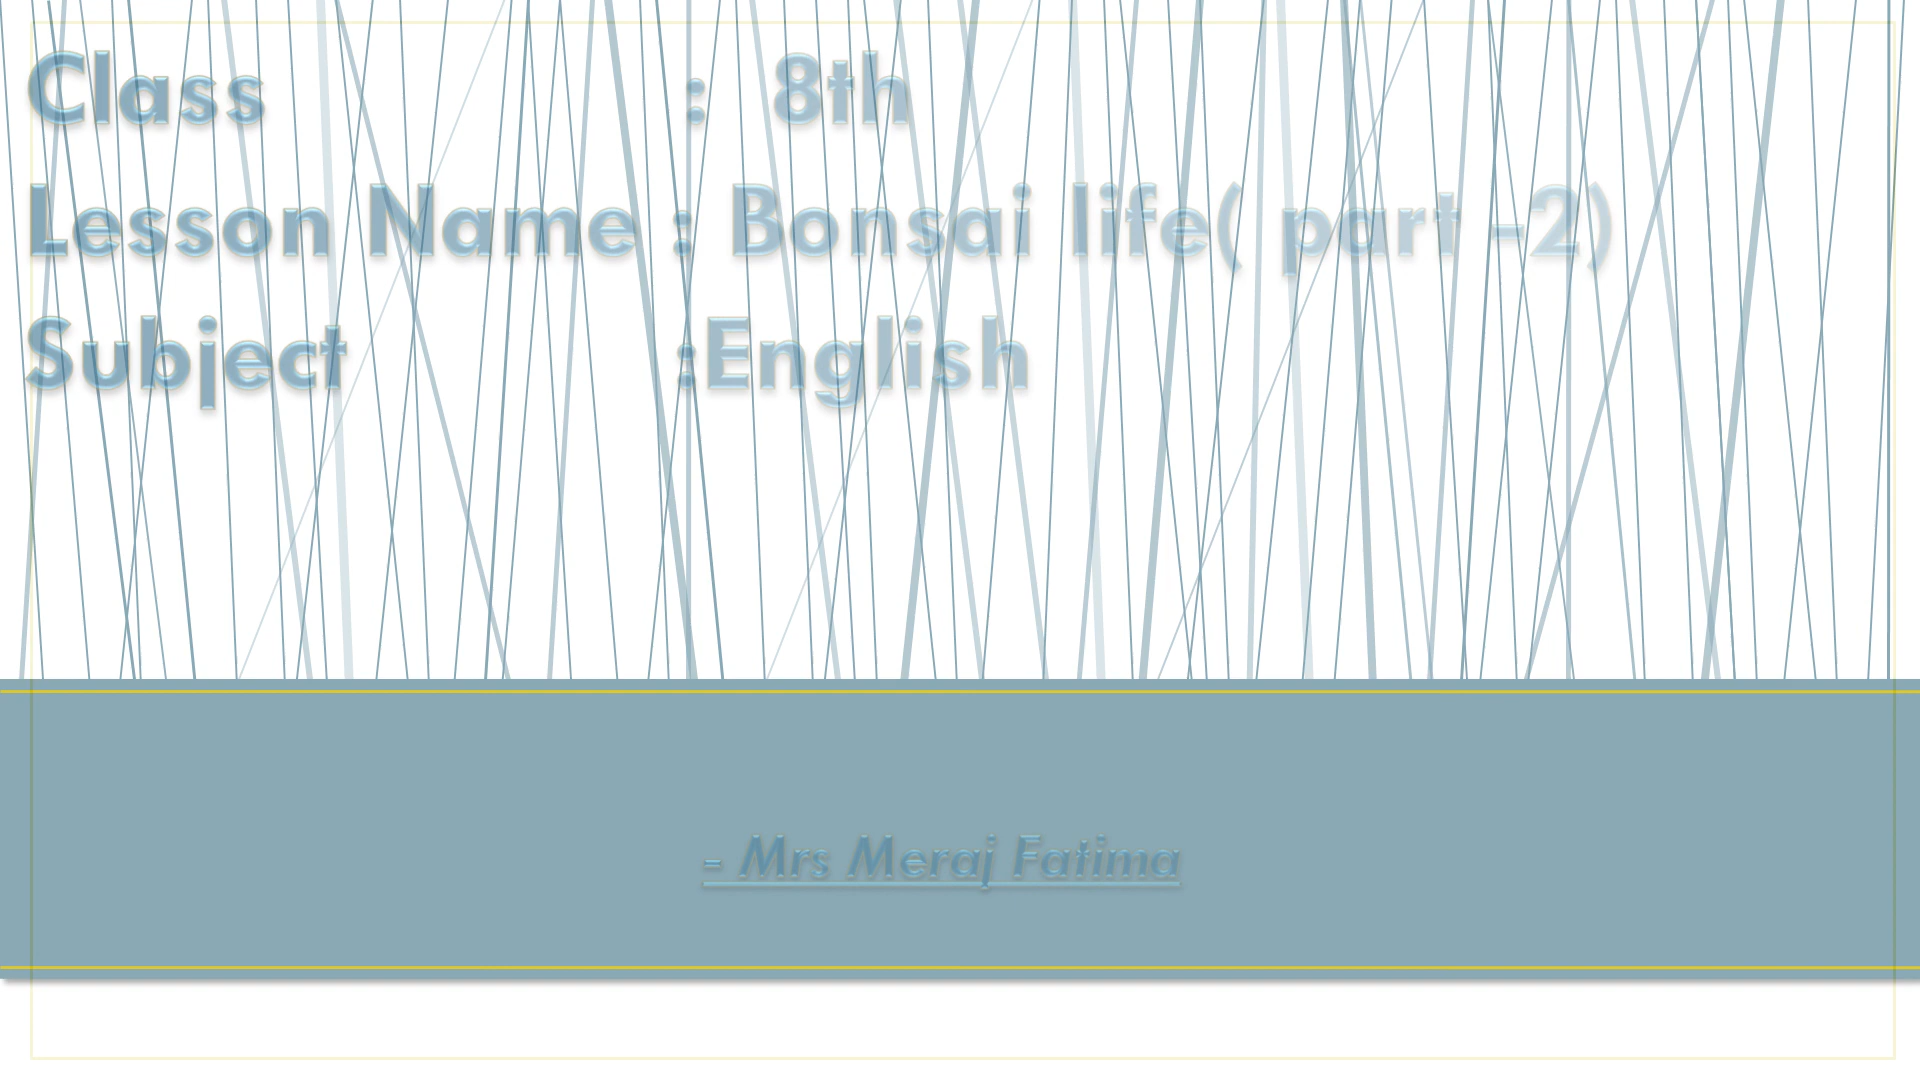 Class : 8th
Lesson Name : Bonsai life( part -2)
Subject :English
- Mrs Meraj Fatima